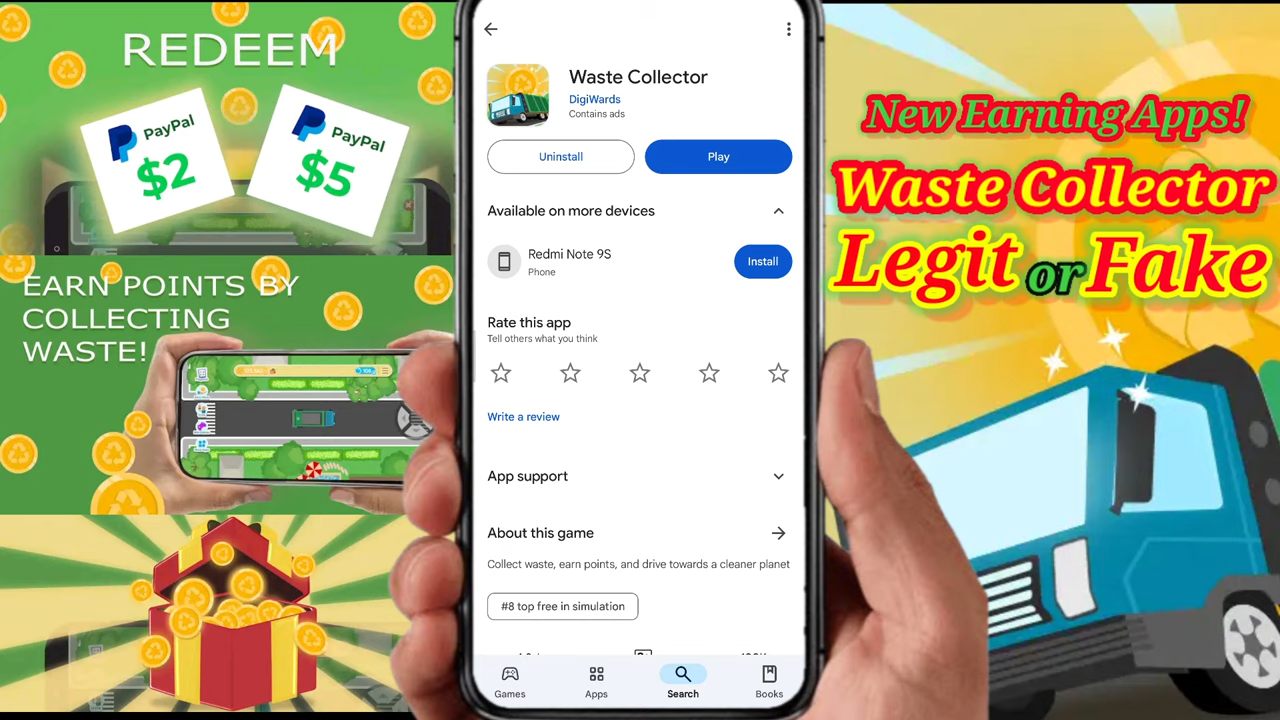 REDEEM
PayPal
$2
PayPal
$5
EARN POINTS BY
COLLECTING
WASTE!
Waste Collector
DigiWards
Contains ads
Uninstall
Play
Available on more devices
Redmi Note 9S
Phone
Install
Rate this app
Tell others what you think
Write a review
App support
About this game
Collect waste, earn points, and drive towards a cleaner planet
#8 top free in simulation
Games
Apps
Search
Books
New Earning Apps!
Waste Collector
Legit or Fake